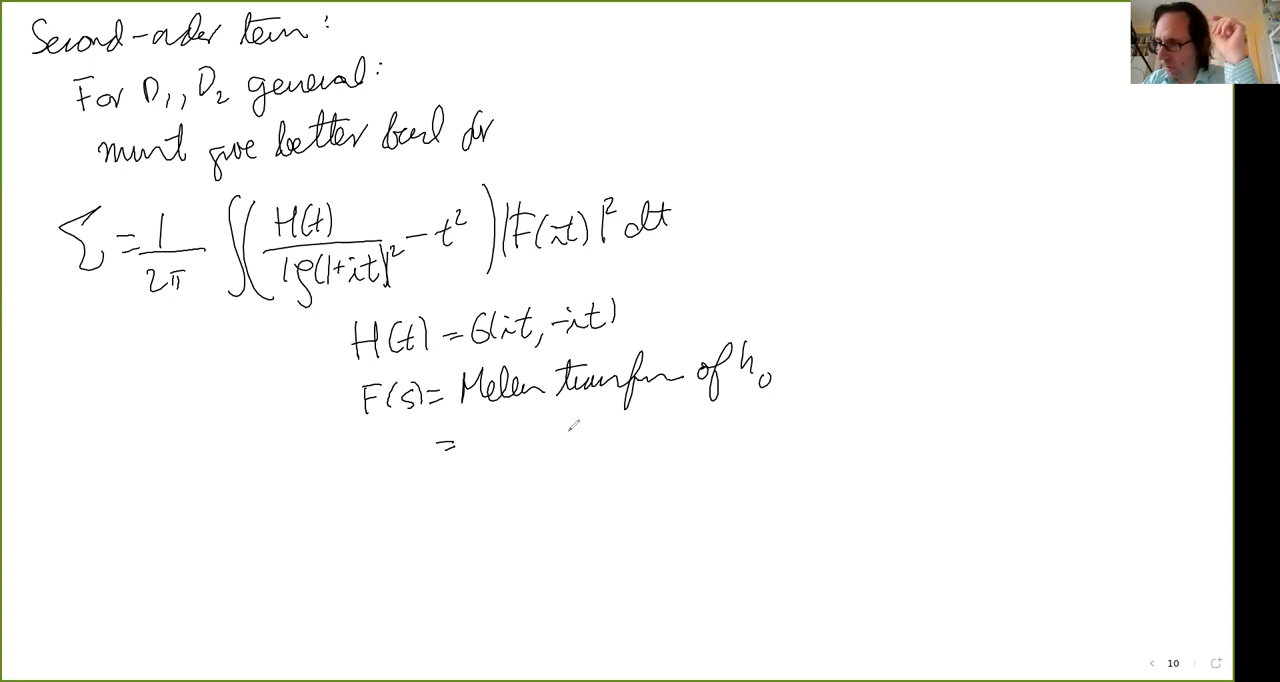 Second-order term:
For D₁, D₂ general:
must give better bound for
Σ = 1/2π ∫ ( H(t) / |ζ(1+it)|² − t² ) |F(it)|² dt
H(t) = G(it, −it)
F(s) = Mellin transform of h₀
=
10